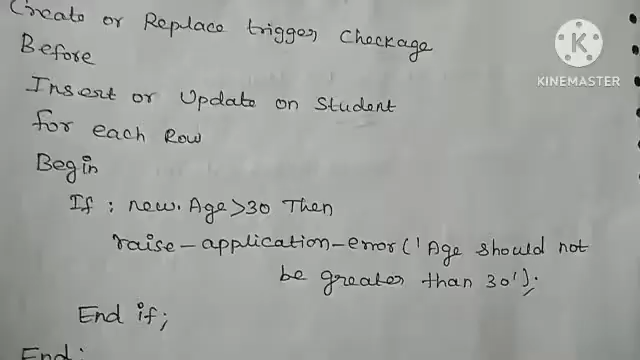 Create or Replace trigger Checkage
Before
Insert or Update on Student
for each Row
Begin
If : new.Age>30 Then
raise-application-error('Age should not
be greater than 30');
End if;
End;
K
KINEMASTER